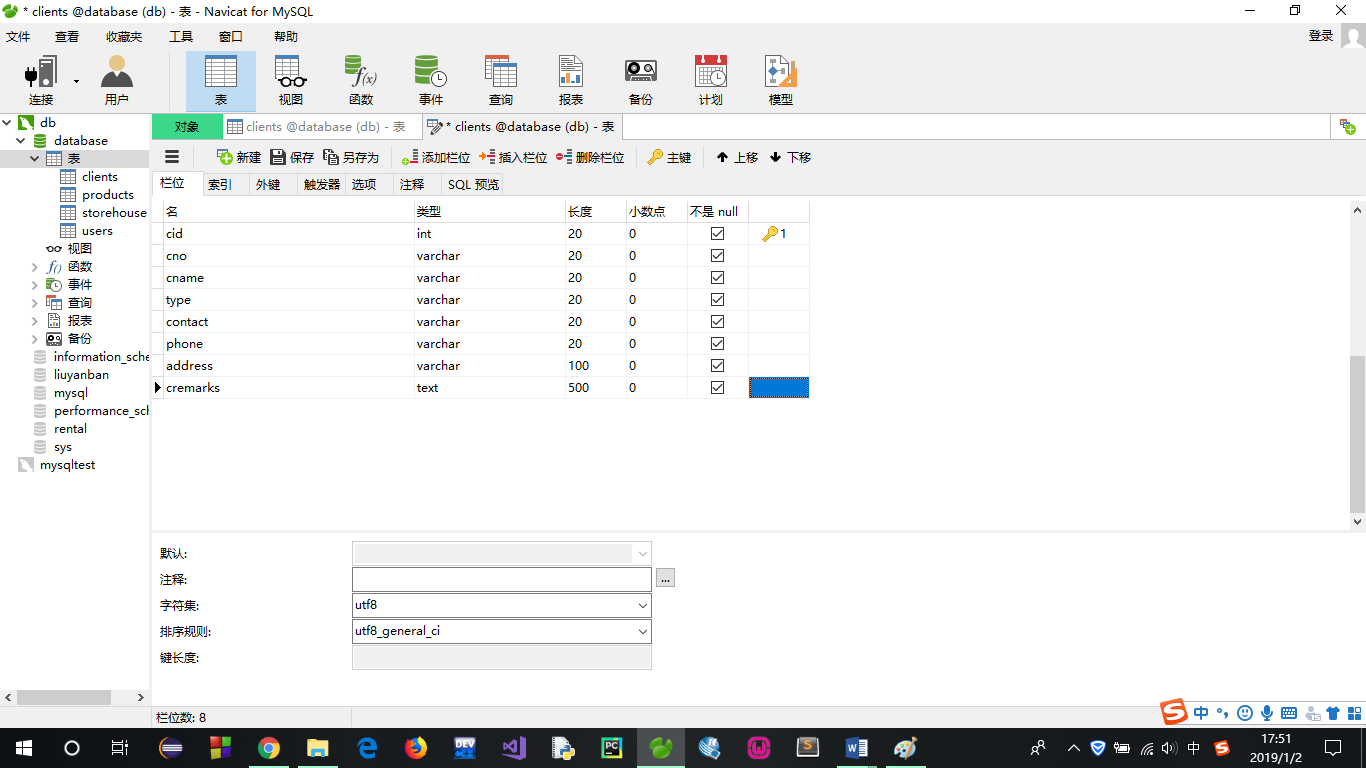 * clients @database (db) - 表 - Navicat for MySQL
文件 查看 收藏夹 工具 窗口 帮助 登录
连接 用户 表 视图 f(x) 函数 事件 查询 报表 备份 计划 模型
db
database
表
clients
products
storehouse
users
视图
f() 函数
事件
查询
报表
备份
information_sche
liuyanban
mysql
performance_sch
rental
sys
mysqltest
对象 clients @database (db) - 表 * clients @database (db) - 表
新建 保存 另存为 添加栏位 插入栏位 删除栏位 主键 上移 下移
栏位 索引 外键 触发器 选项 注释 SQL 预览
名 类型 长度 小数点 不是 null
cid int 20 0 1
cno varchar 20 0
cname varchar 20 0
type varchar 20 0
contact varchar 20 0
phone varchar 20 0
address varchar 100 0
cremarks text 500 0
默认:
注释: ...
字符集: utf8
排序规则: utf8_general_ci
键长度:
栏位数: 8
S 中
DEV PC W S W 中 S 17:51
2019/1/2